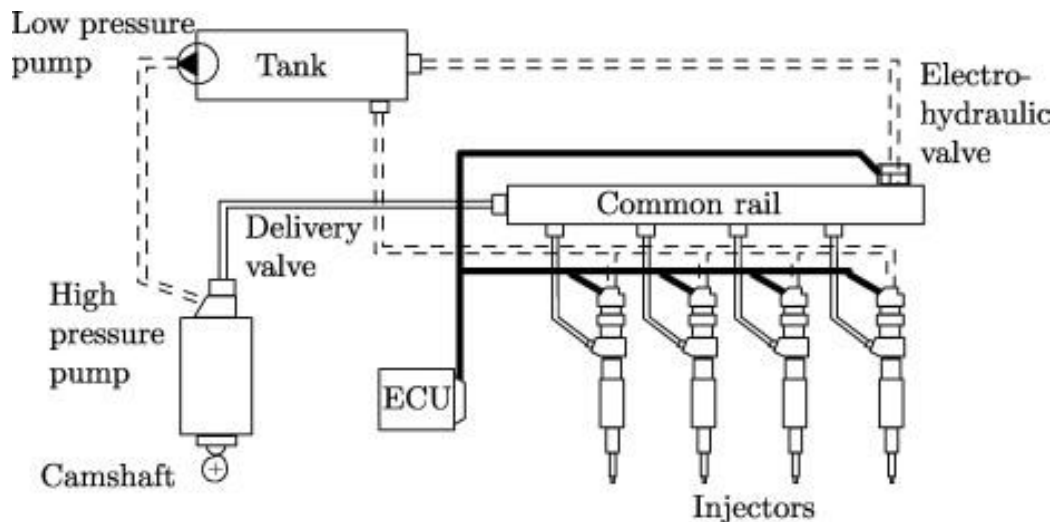 Low pressure
pump
Tank
Electro-
hydraulic
valve
Common rail
Delivery
valve
High
pressure
pump
ECU
Camshaft
Injectors